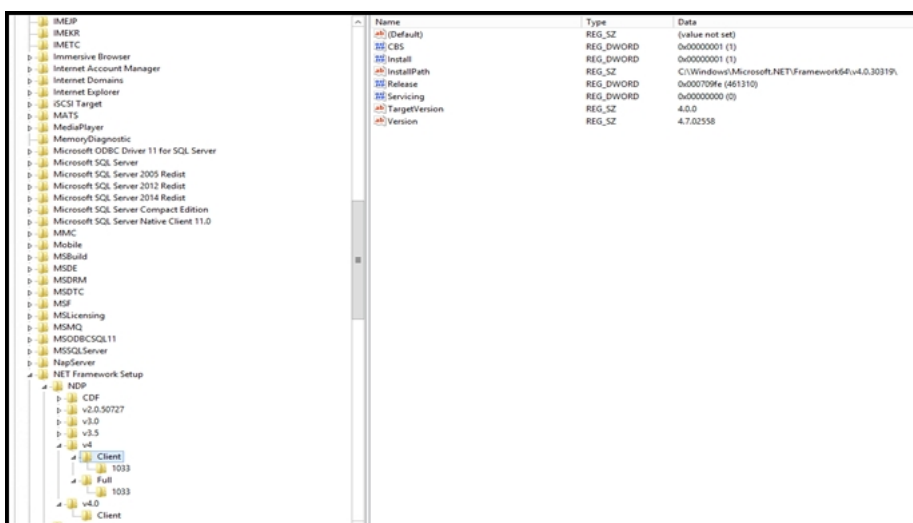 IMEJP
IMEKR
IMETC
Immersive Browser
Internet Account Manager
Internet Domains
Internet Explorer
iSCSI Target
MATS
MediaPlayer
MemoryDiagnostic
Microsoft ODBC Driver 11 for SQL Server
Microsoft SQL Server
Microsoft SQL Server 2005 Redist
Microsoft SQL Server 2012 Redist
Microsoft SQL Server 2014 Redist
Microsoft SQL Server Compact Edition
Microsoft SQL Server Native Client 11.0
MMC
Mobile
MSBuild
MSDE
MSDRM
MSDTC
MSF
MSLicensing
MSMQ
MSODBCSQL11
MSSQLServer
NapServer
NET Framework Setup
NDP
CDF
v2.0.50727
v3.0
v3.5
v4
Client
1033
Full
1033
v4.0
Client
Name Type Data
(Default) REG_SZ (value not set)
CBS REG_DWORD 0x00000001 (1)
Install REG_DWORD 0x00000001 (1)
InstallPath REG_SZ C:\Windows\Microsoft.NET\Framework64\v4.0.30319\
Release REG_DWORD 0x000709fe (461310)
Servicing REG_DWORD 0x00000000 (0)
TargetVersion REG_SZ 4.0.0
Version REG_SZ 4.7.02558